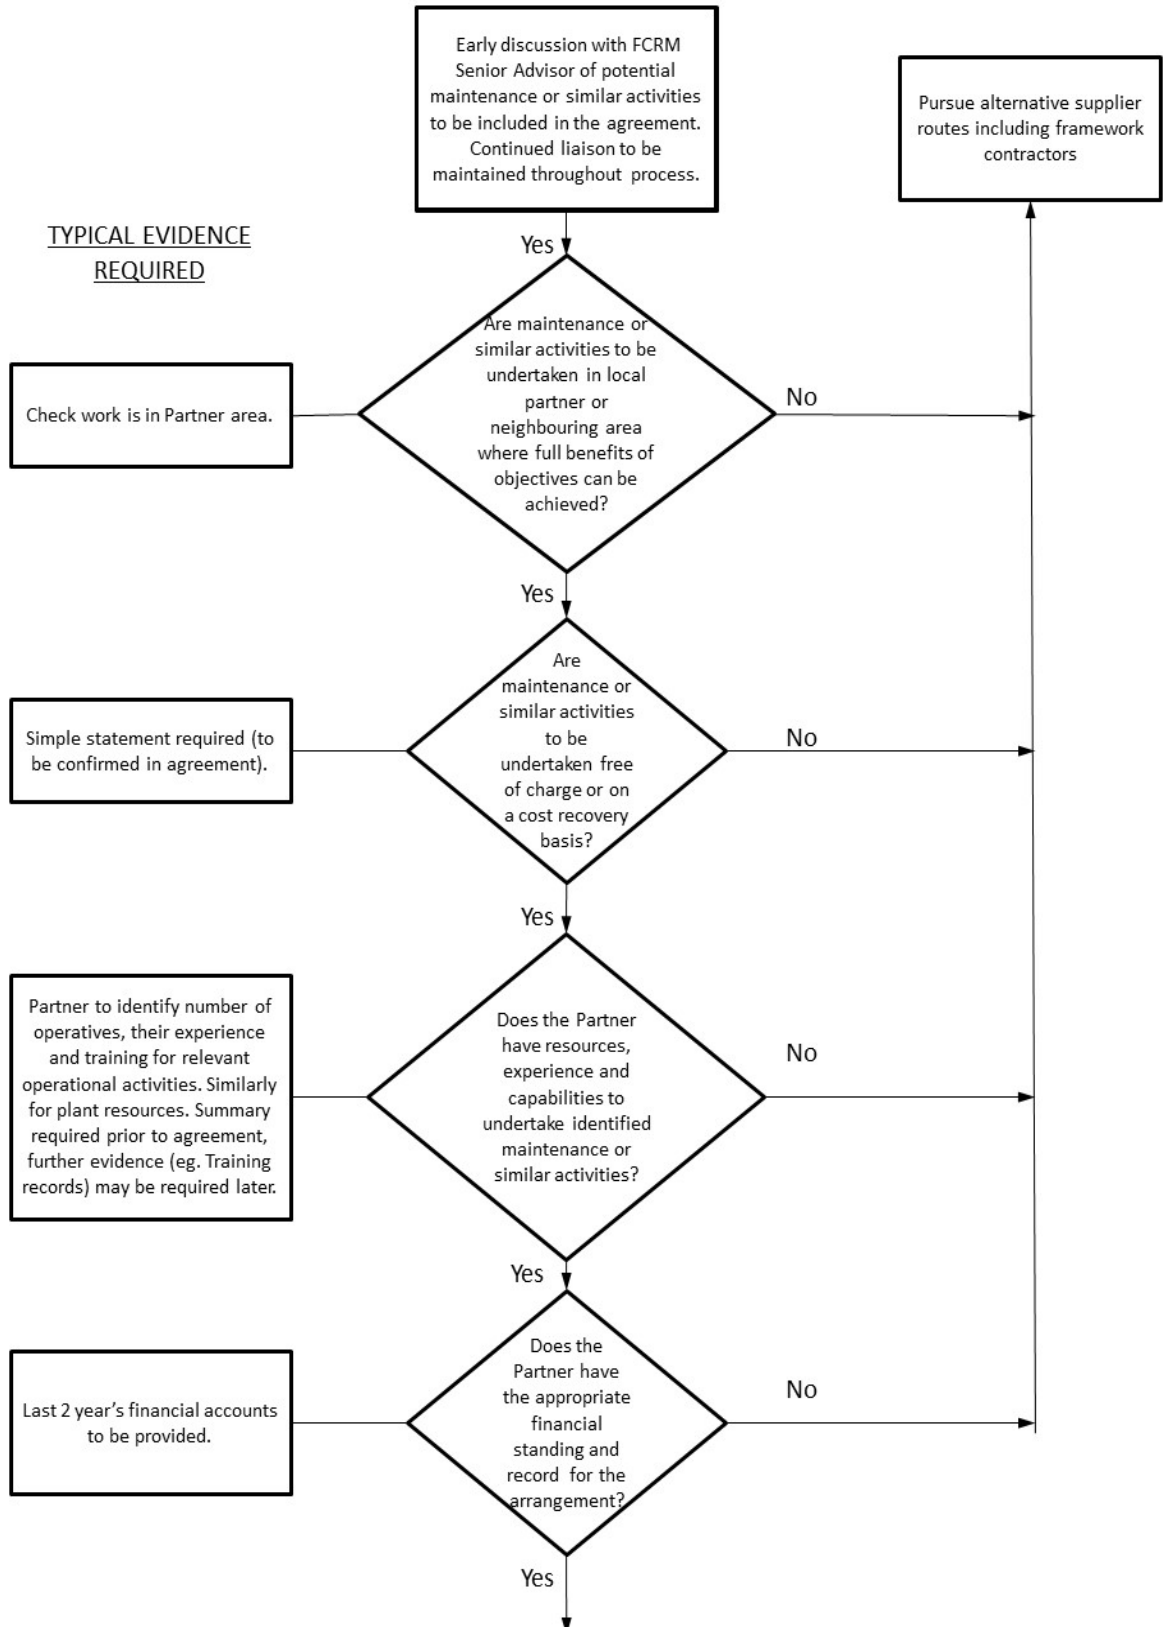 Early discussion with FCRM
Senior Advisor of potential
maintenance or similar activities
to be included in the agreement.
Continued liaison to be
maintained throughout process.
Pursue alternative supplier
routes including framework
contractors
TYPICAL EVIDENCE
REQUIRED
Yes
Check work is in Partner area.
Are maintenance or
similar activities to be
undertaken in local
partner or
neighbouring area
where full benefits of
objectives can be
achieved?
No
Yes
Simple statement required (to
be confirmed in agreement).
Are
maintenance or
similar activities
to be
undertaken free
of charge or on
a cost recovery
basis?
No
Yes
Partner to identify number of
operatives, their experience
and training for relevant
operational activities. Similarly
for plant resources. Summary
required prior to agreement,
further evidence (eg. Training
records) may be required later.
Does the Partner
have resources,
experience and
capabilities to
undertake identified
maintenance or
similar activities?
No
Yes
Last 2 year’s financial accounts
to be provided.
Does the
Partner have
the appropriate
financial
standing and
record for the
arrangement?
No
Yes